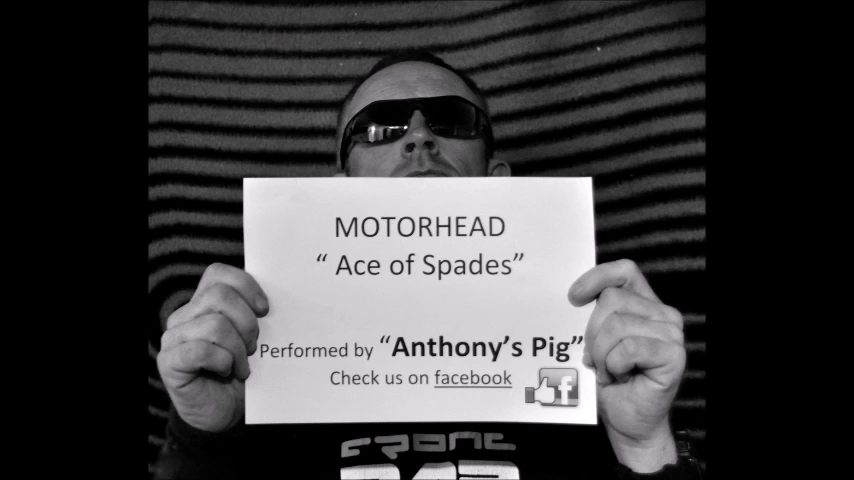 MOTORHEAD
“ Ace of Spades”
Performed by “Anthony’s Pig”
Check us on facebook
f